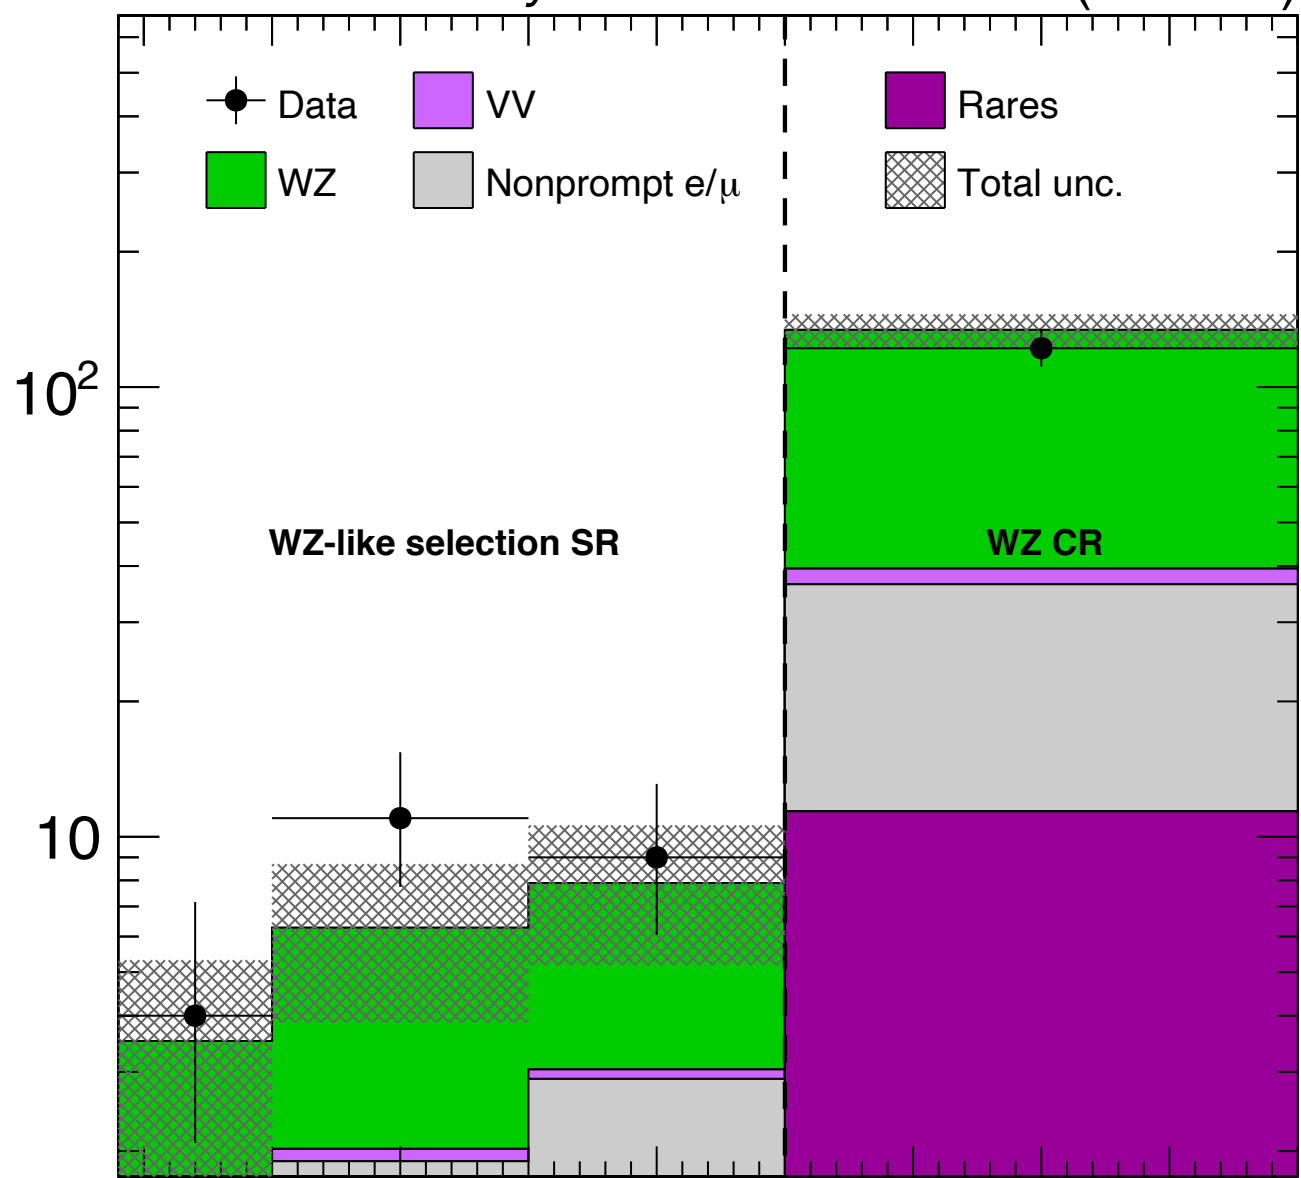 Data
VV
Rares
WZ
Nonprompt e/μ
Total unc.
10²
WZ-like selection SR
WZ CR
10